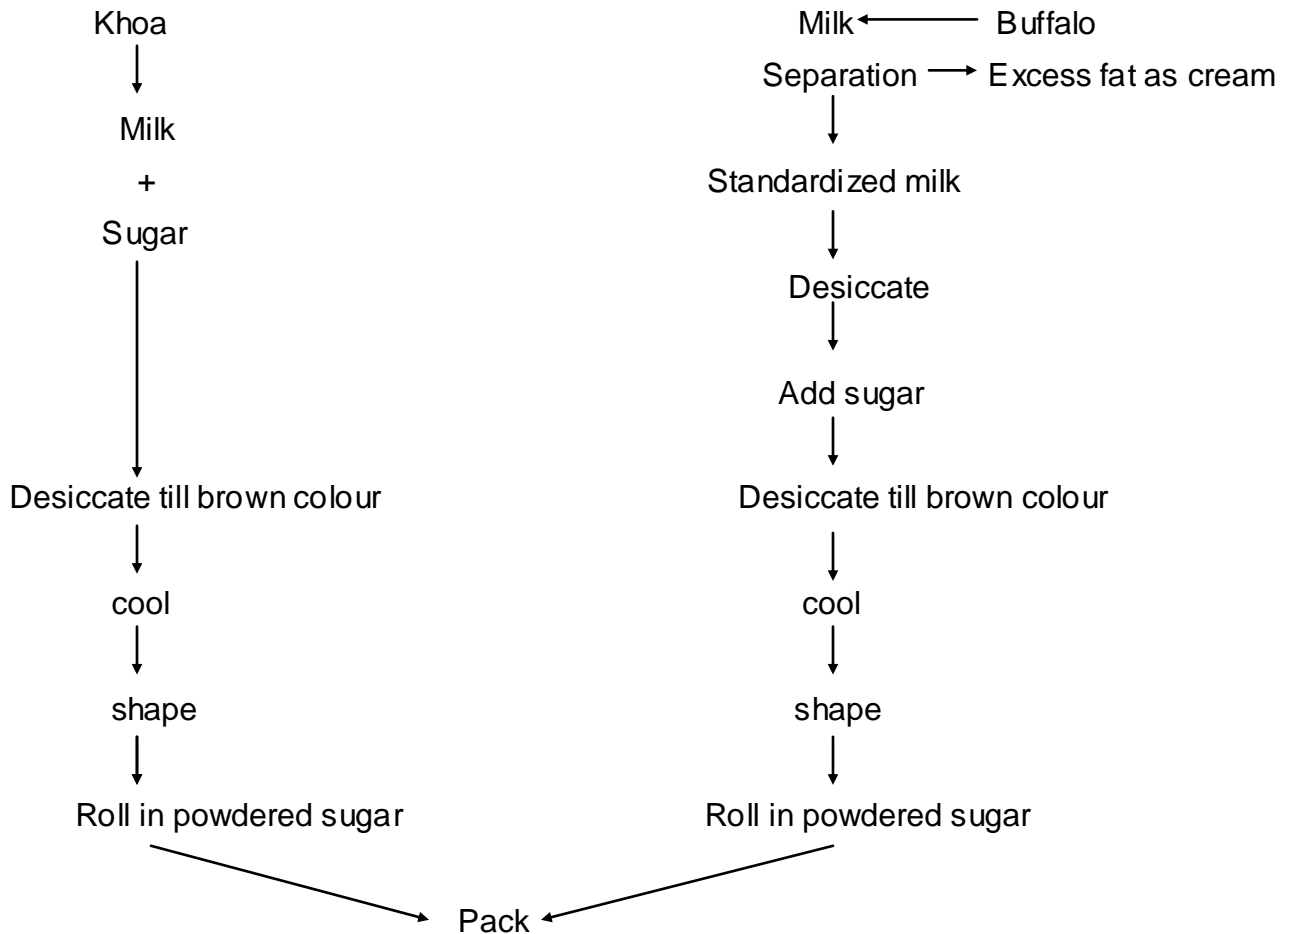 Khoa
Milk
+
Sugar
Desiccate till brown colour
cool
shape
Roll in powdered sugar
Milk Buffalo
Separation Excess fat as cream
Standardized milk
Desiccate
Add sugar
Desiccate till brown colour
cool
shape
Roll in powdered sugar
Pack